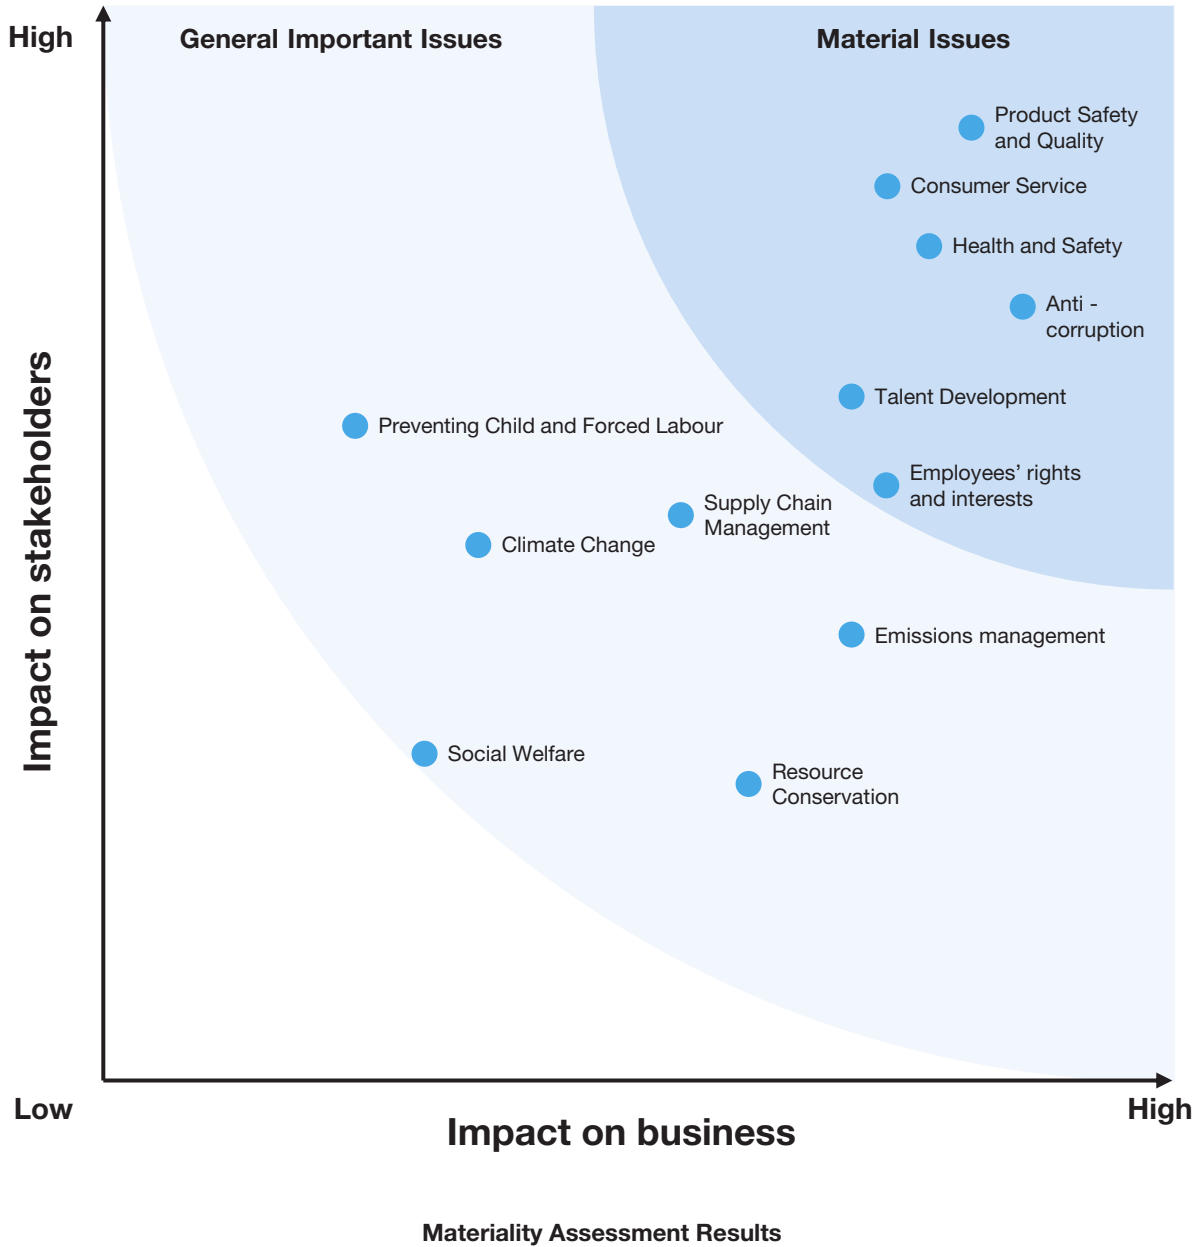 High
General Important Issues
Material Issues
Product Safety
and Quality
Consumer Service
Health and Safety
Anti -
corruption
Talent Development
Preventing Child and Forced Labour
Employees’ rights
and interests
Supply Chain
Management
Climate Change
Emissions management
Social Welfare
Resource
Conservation
Impact on stakeholders
Low
High
Impact on business
Materiality Assessment Results